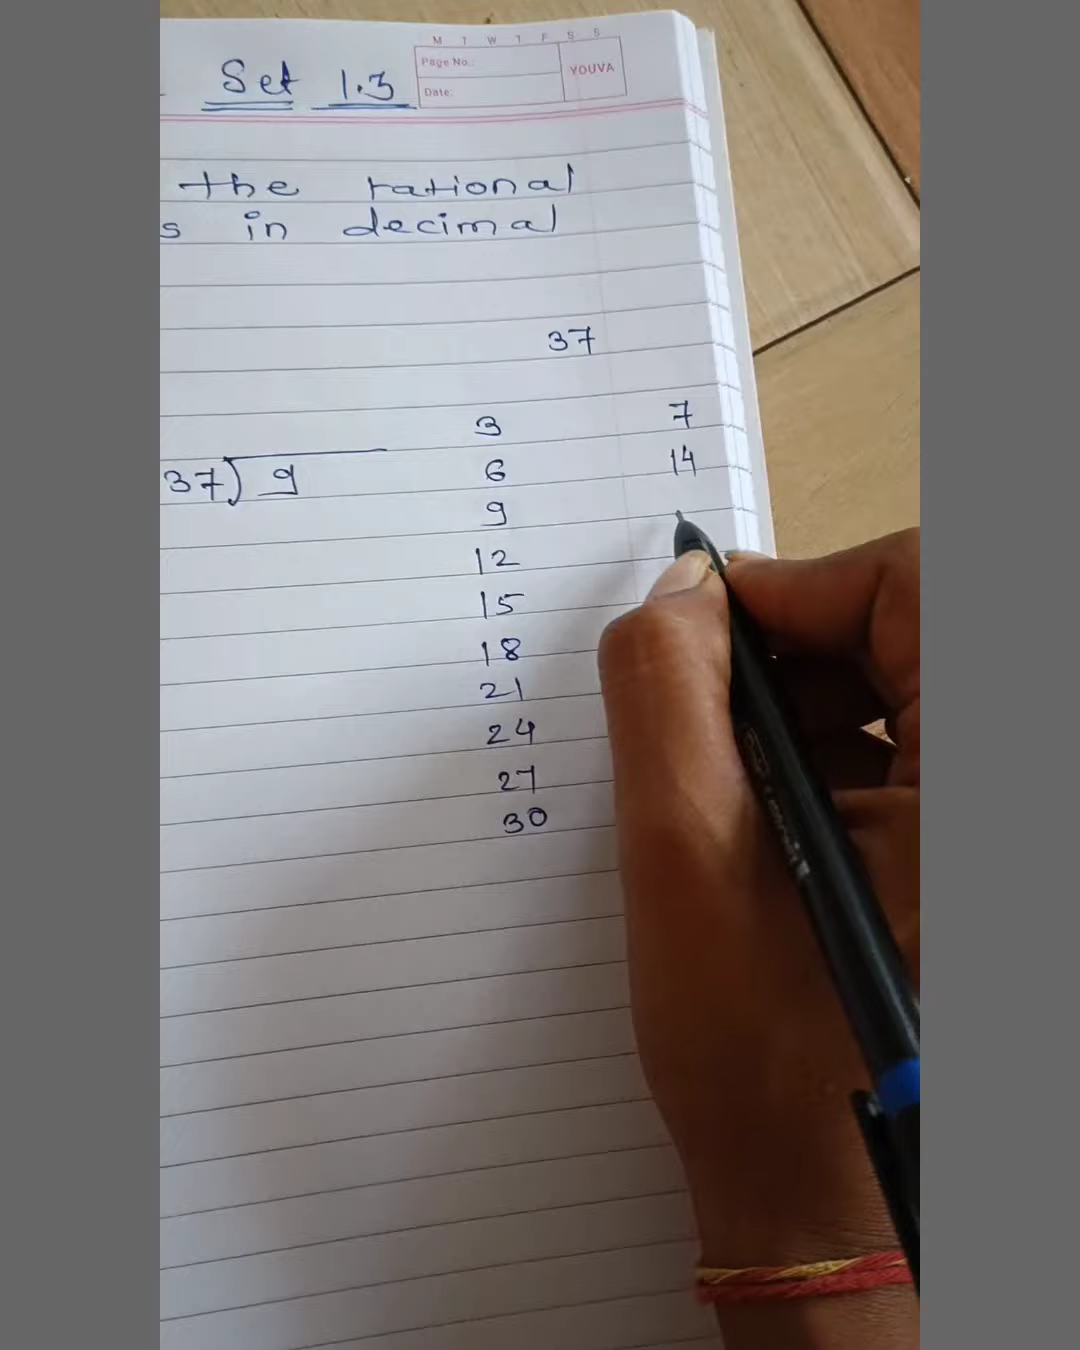 M T W T F S S
Page No.:
YOUVA
Date:
Set 1.3
the rational
s in decimal
37
3 7
37) 9 6 14
9
12
15
18
21
24
27
30